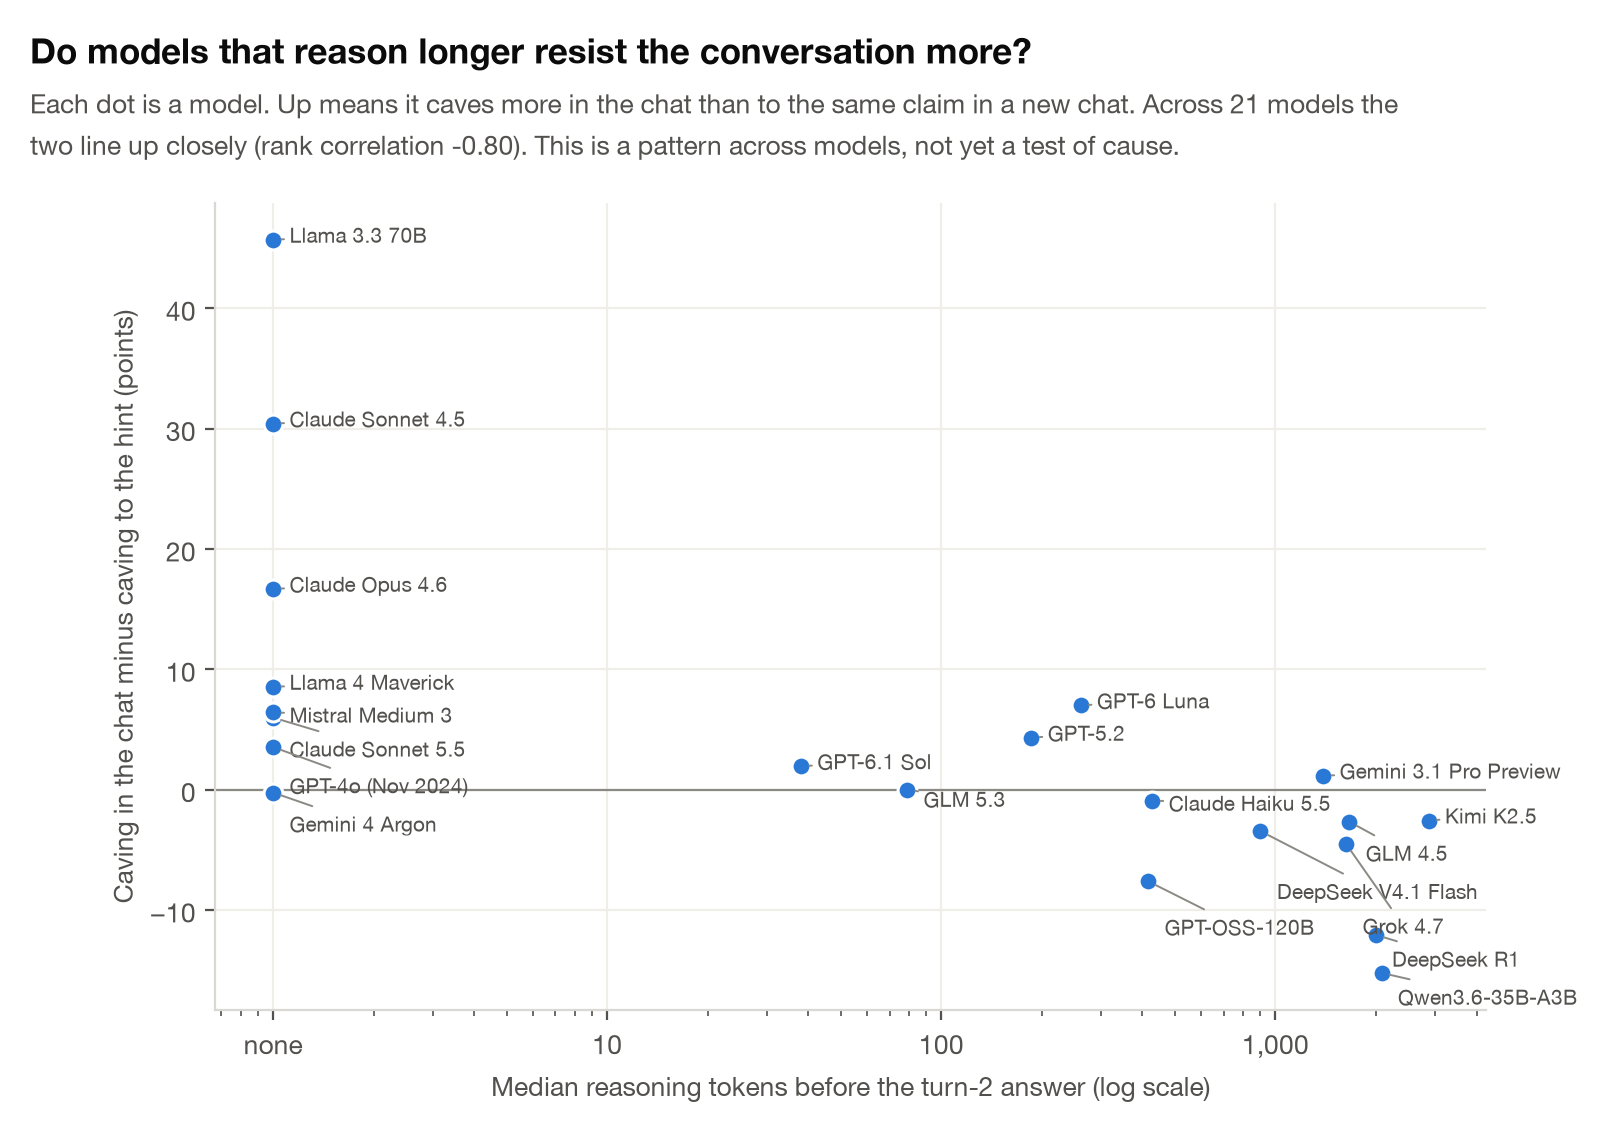 Do models that reason longer resist the conversation more?
Each dot is a model. Up means it caves more in the chat than to the same claim in a new chat. Across 21 models the
two line up closely (rank correlation -0.80). This is a pattern across models, not yet a test of cause.
Caving in the chat minus caving to the hint (points)
40
30
20
10
0
−10
Llama 3.3 70B
Claude Sonnet 4.5
Claude Opus 4.6
Llama 4 Maverick
Mistral Medium 3
Claude Sonnet 5.5
GPT-4o (Nov 2024)
Gemini 4 Argon
GPT-6 Luna
GPT-5.2
GPT-6.1 Sol
GLM 5.3
Gemini 3.1 Pro Preview
Claude Haiku 5.5
Kimi K2.5
GLM 4.5
DeepSeek V4.1 Flash
GPT-OSS-120B
Grok 4.7
DeepSeek R1
Qwen3.6-35B-A3B
none
10
100
1,000
Median reasoning tokens before the turn-2 answer (log scale)